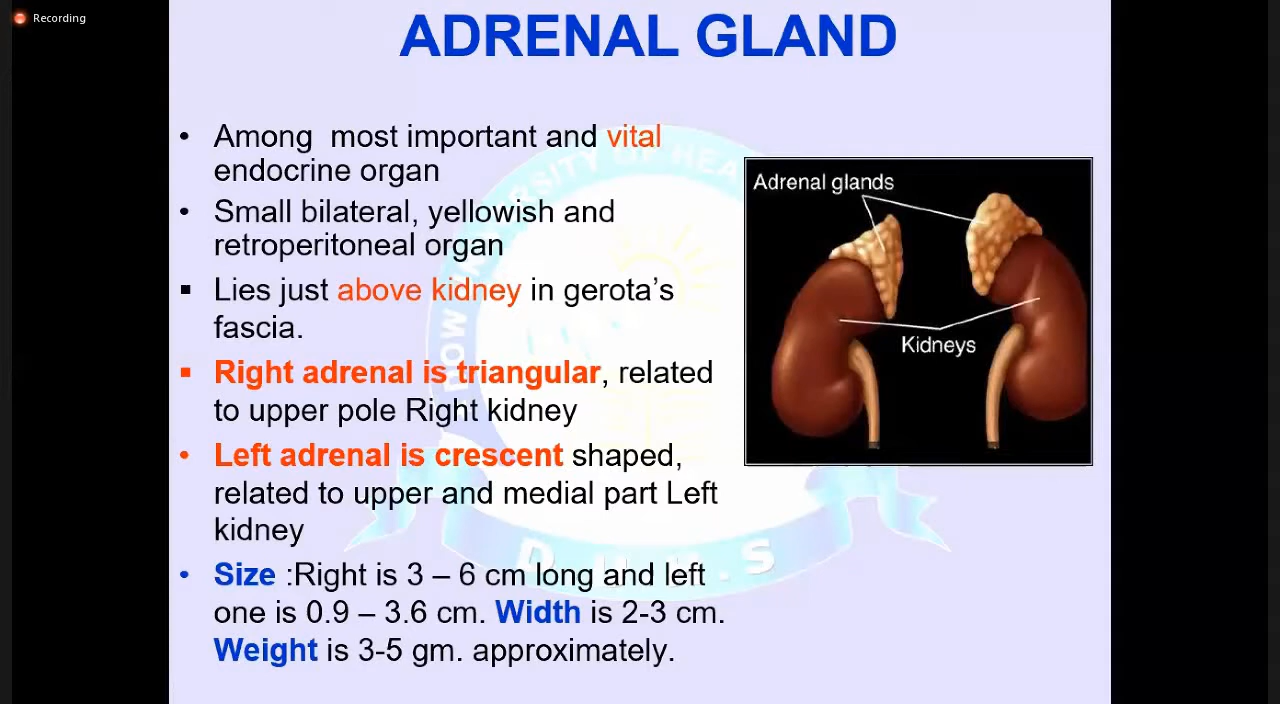 Recording
ADRENAL GLAND
• Among most important and vital
endocrine organ
• Small bilateral, yellowish and
retroperitoneal organ
▪ Lies just above kidney in gerota's
fascia.
▪ Right adrenal is triangular, related
to upper pole Right kidney
• Left adrenal is crescent shaped,
related to upper and medial part Left
kidney
• Size :Right is 3 – 6 cm long and left
one is 0.9 – 3.6 cm. Width is 2-3 cm.
Weight is 3-5 gm. approximately.
Adrenal glands
Kidneys
DOW UNIVERSITY OF HEA
D.U.H.S